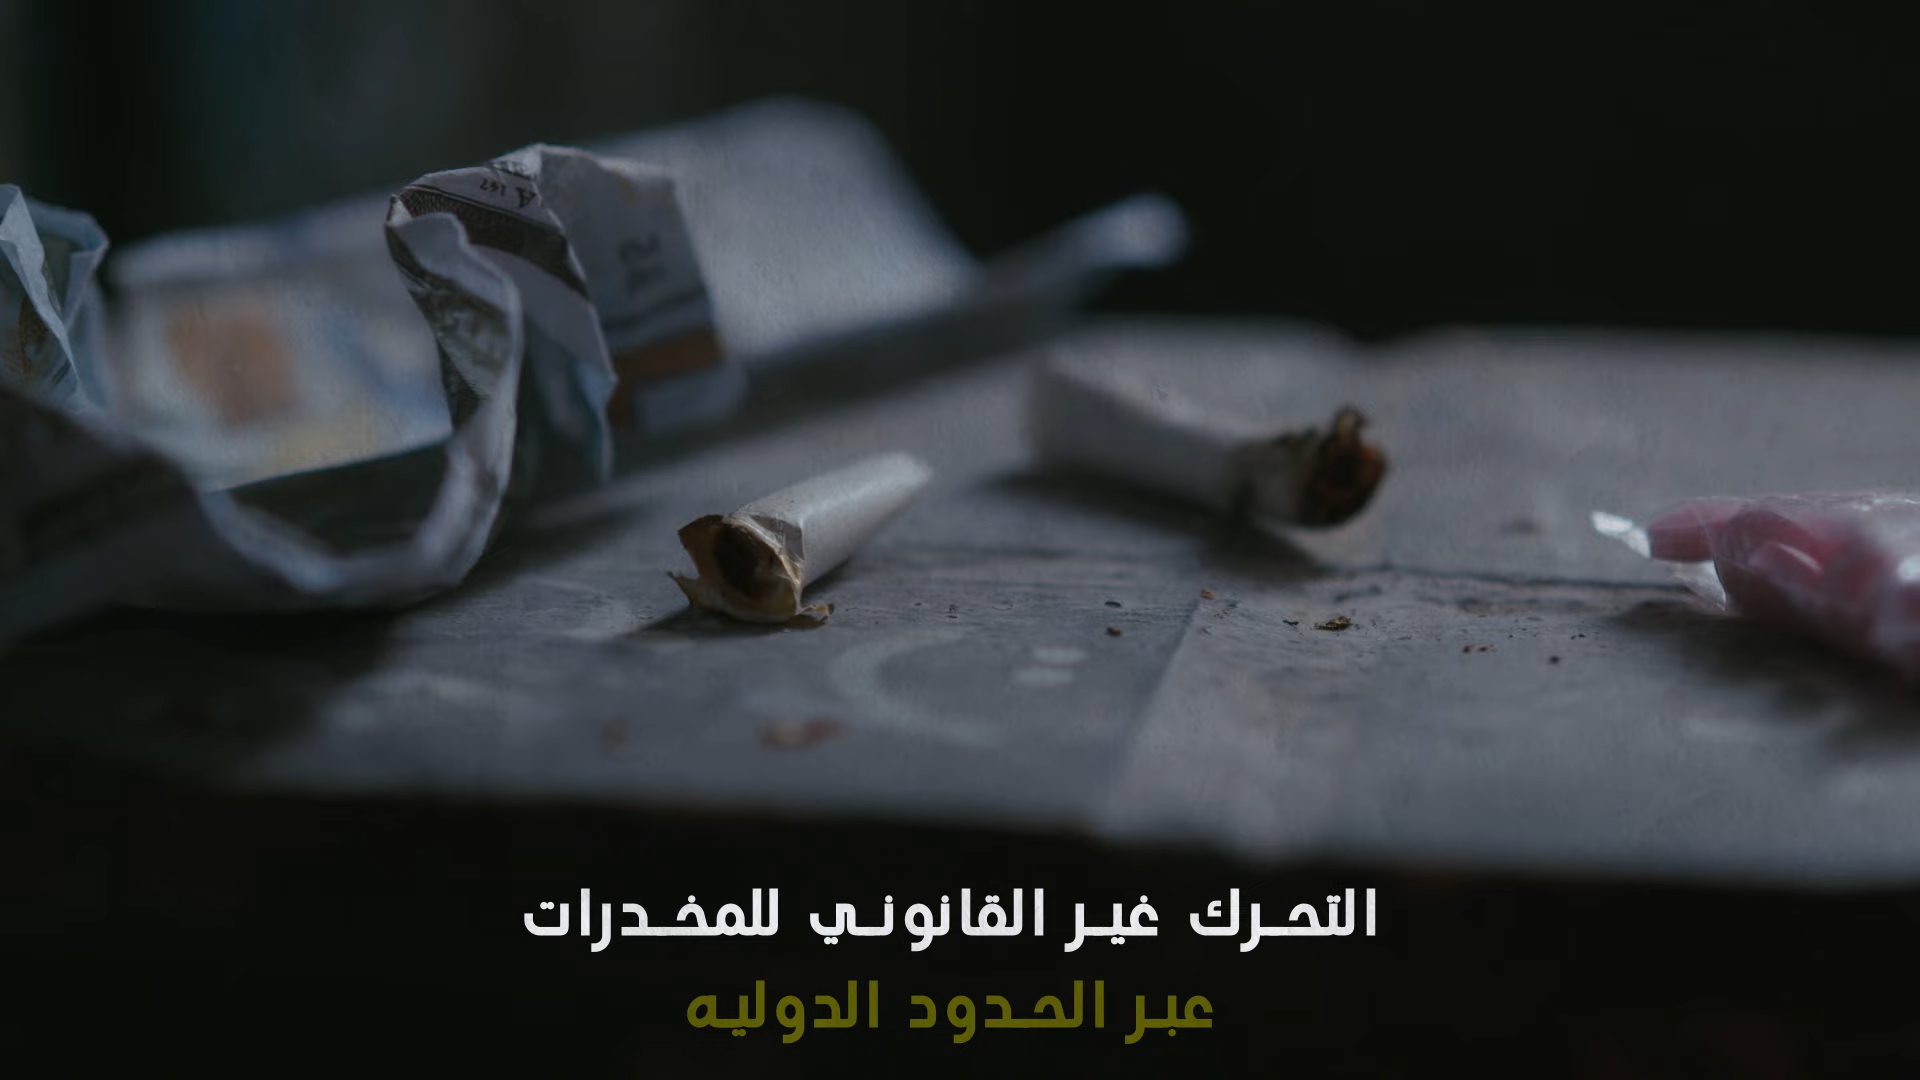 التحرك غير القانوني للمخدرات
عبر الحدود الدوليه